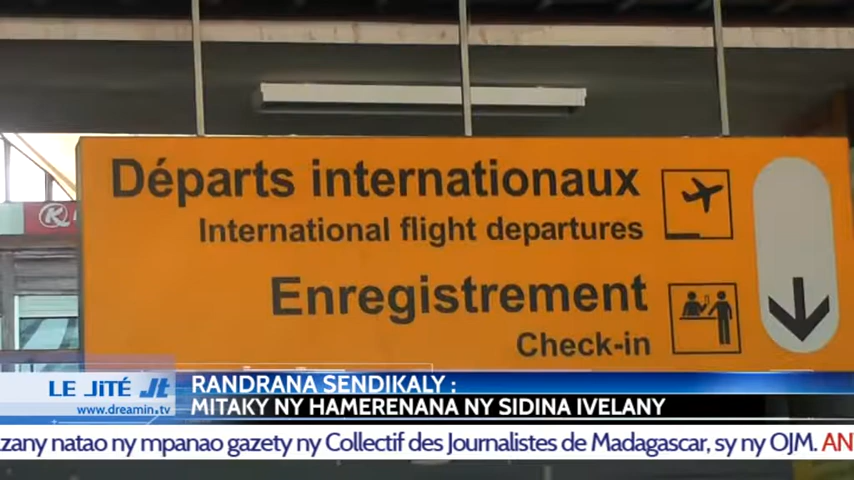 Départs internationaux
International flight departures
Enregistrement
Check-in
K
LE JiTÉ Jt
www.dreamin.tv
RANDRANA SENDIKALY :
MITAKY NY HAMERENANA NY SIDINA IVELANY
zany natao ny mpanao gazety ny Collectif des Journalistes de Madagascar, sy ny OJM. AN